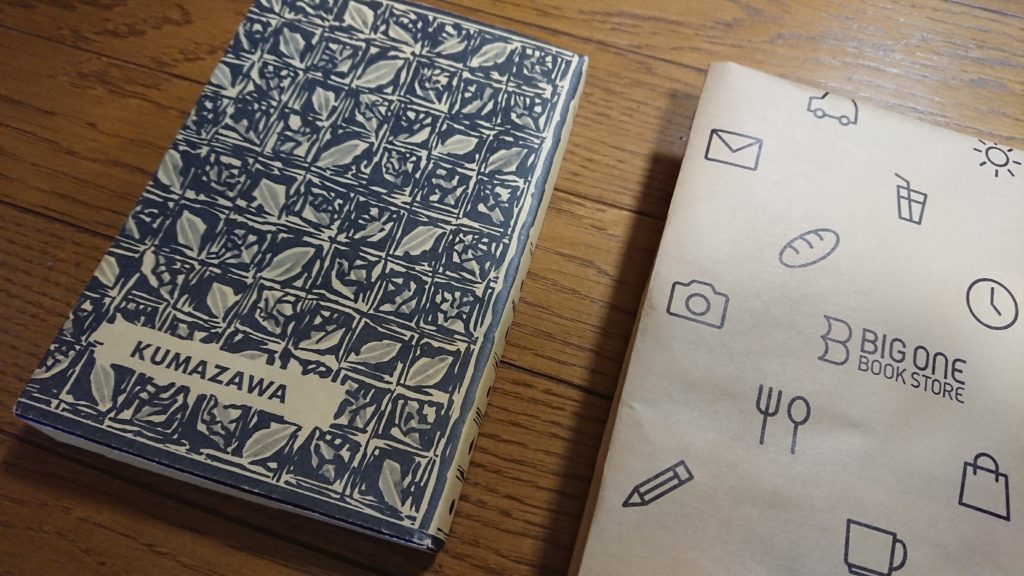 KUMAZAWA
BIG ONE
BOOK STORE